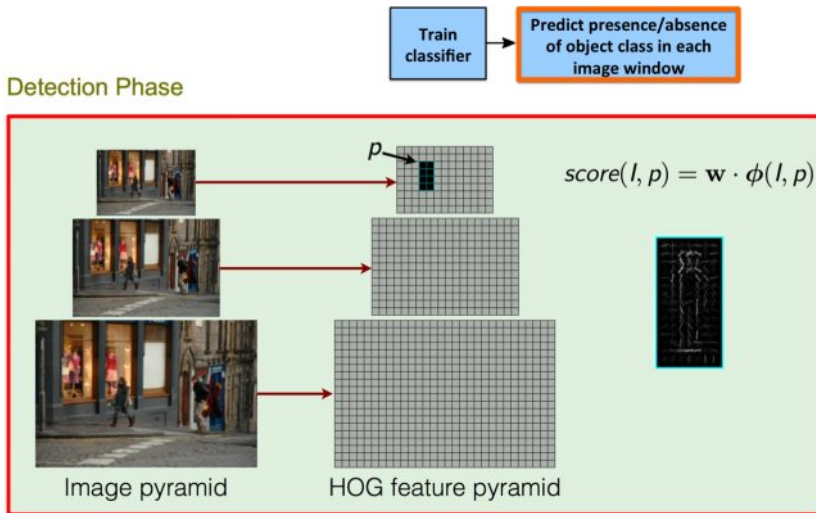 Train
classifier
Predict presence/absence
of object class in each
image window
Detection Phase
p
score(I, p) = w · ϕ(I, p)
Image pyramid
HOG feature pyramid